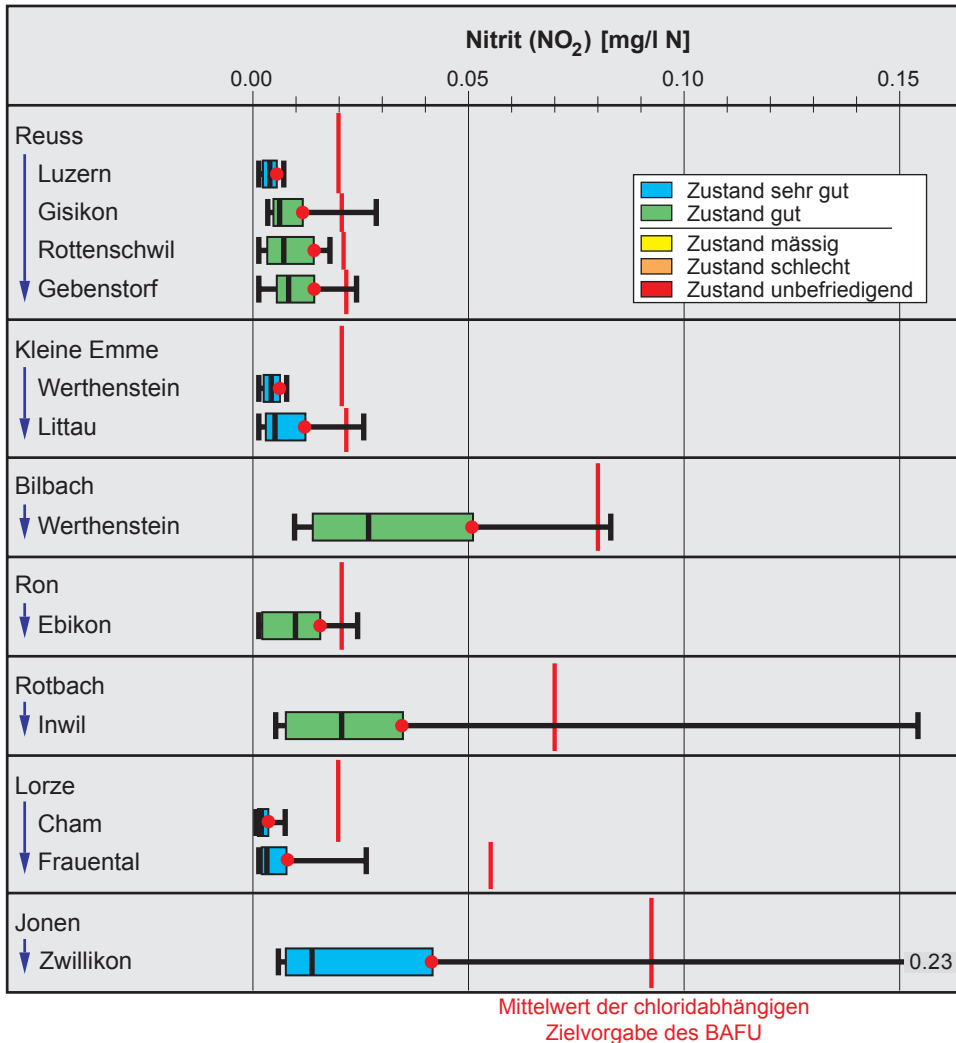 Nitrit (NO2) [mg/l N]
0.00 0.05 0.10 0.15
Reuss
Luzern
Gisikon
Rottenschwil
Gebenstorf
Zustand sehr gut
Zustand gut
Zustand mässig
Zustand schlecht
Zustand unbefriedigend
Kleine Emme
Werthenstein
Littau
Bilbach
Werthenstein
Ron
Ebikon
Rotbach
Inwil
Lorze
Cham
Frauental
Jonen
Zwillikon
0.23
Mittelwert der chloridabhängigen
Zielvorgabe des BAFU